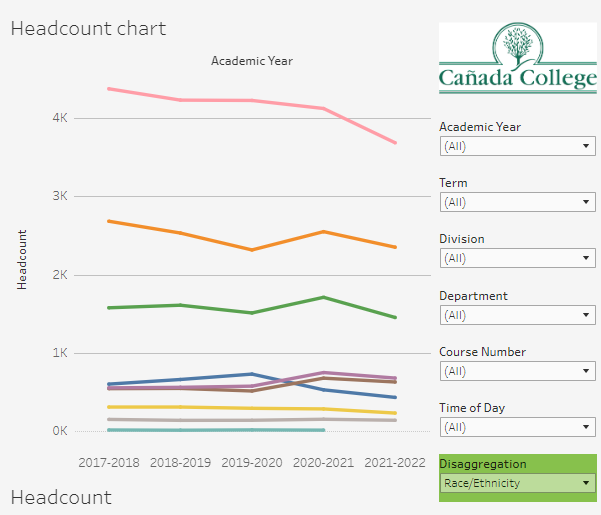 Headcount chart
Academic Year
Cañada College
Headcount
4K
3K
2K
1K
0K
2017-2018 2018-2019 2019-2020 2020-2021 2021-2022
Academic Year
(All)
Term
(All)
Division
(All)
Department
(All)
Course Number
(All)
Time of Day
(All)
Disaggregation
Race/Ethnicity
Headcount